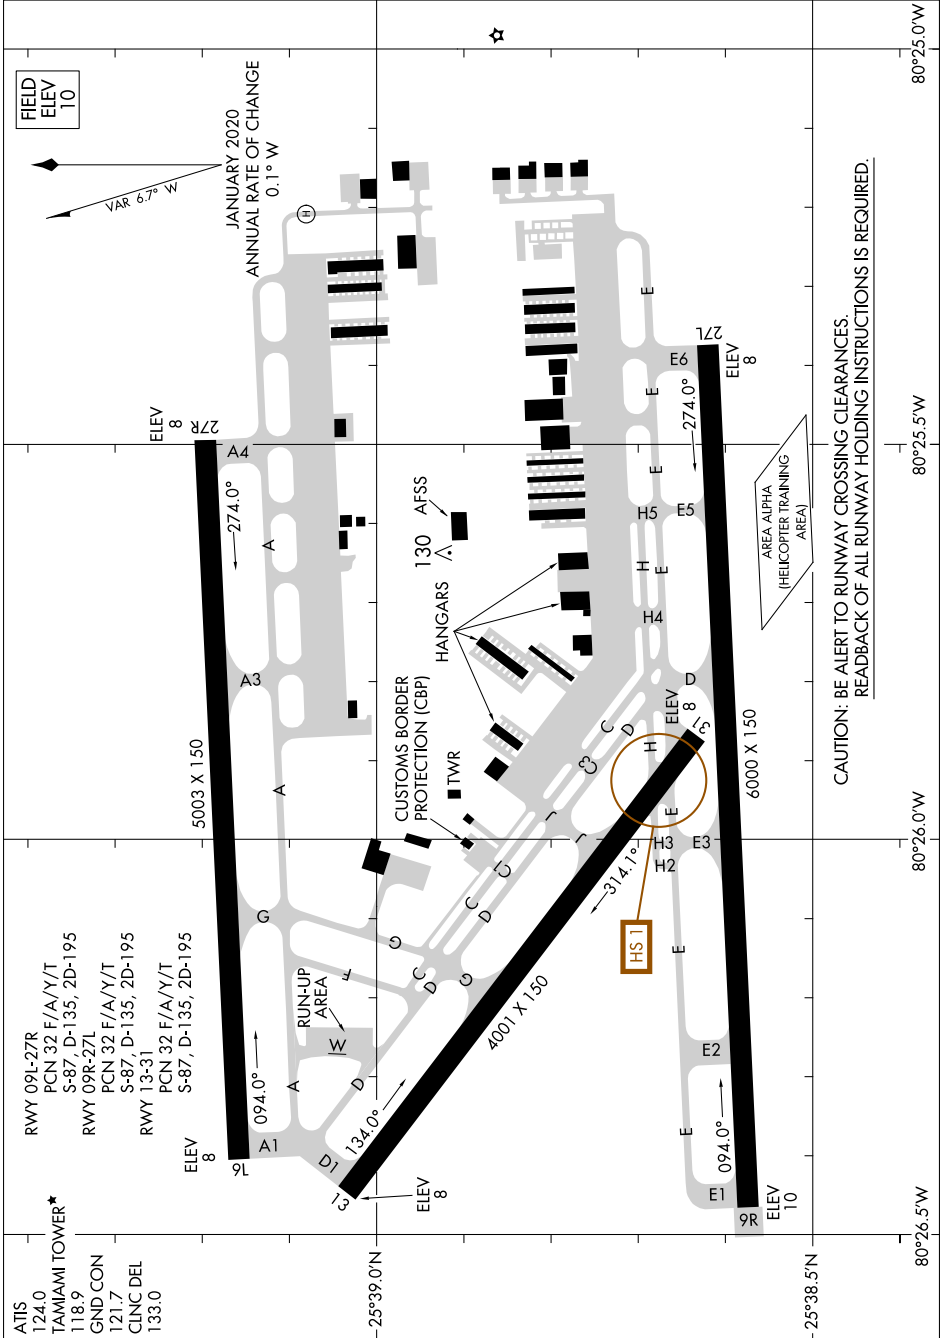 ATIS
124.0
TAMIAMI TOWER★
118.9
GND CON
121.7
CLNC DEL
133.0
RWY 09L-27R
PCN 32 F/A/Y/T
S-87, D-135, 2D-195
RWY 09R-27L
PCN 32 F/A/Y/T
S-87, D-135, 2D-195
RWY 13-31
PCN 32 F/A/Y/T
S-87, D-135, 2D-195
FIELD
ELEV
10
VAR 6.7° W
JANUARY 2020
ANNUAL RATE OF CHANGE
0.1° W
H
ELEV
8
9L
094.0°
A1
A
5003 X 150
G
A
A3
A
274.0°
A4
27R
ELEV
8
RUN-UP
AREA
W
F
G
D
D1
13
ELEV
8
134.0°
4001 X 150
314.1°
C
D
G
C
D
C1
J
J
C3
C
D
31
ELEV
8
CUSTOMS BORDER
PROTECTION (CBP)
TWR
HANGARS
130
AFSS
HS 1
H2
H3
H
H4
H
H5
E
E
E
E
E
E
E
E1
E2
E3
D
E5
E6
9R
ELEV
10
094.0°
6000 X 150
274.0°
27L
ELEV
8
AREA ALPHA
(HELICOPTER TRAINING
AREA)
CAUTION: BE ALERT TO RUNWAY CROSSING CLEARANCES.
READBACK OF ALL RUNWAY HOLDING INSTRUCTIONS IS REQUIRED.
25°39.0'N
25°38.5'N
80°26.5'W
80°26.0'W
80°25.5'W
80°25.0'W